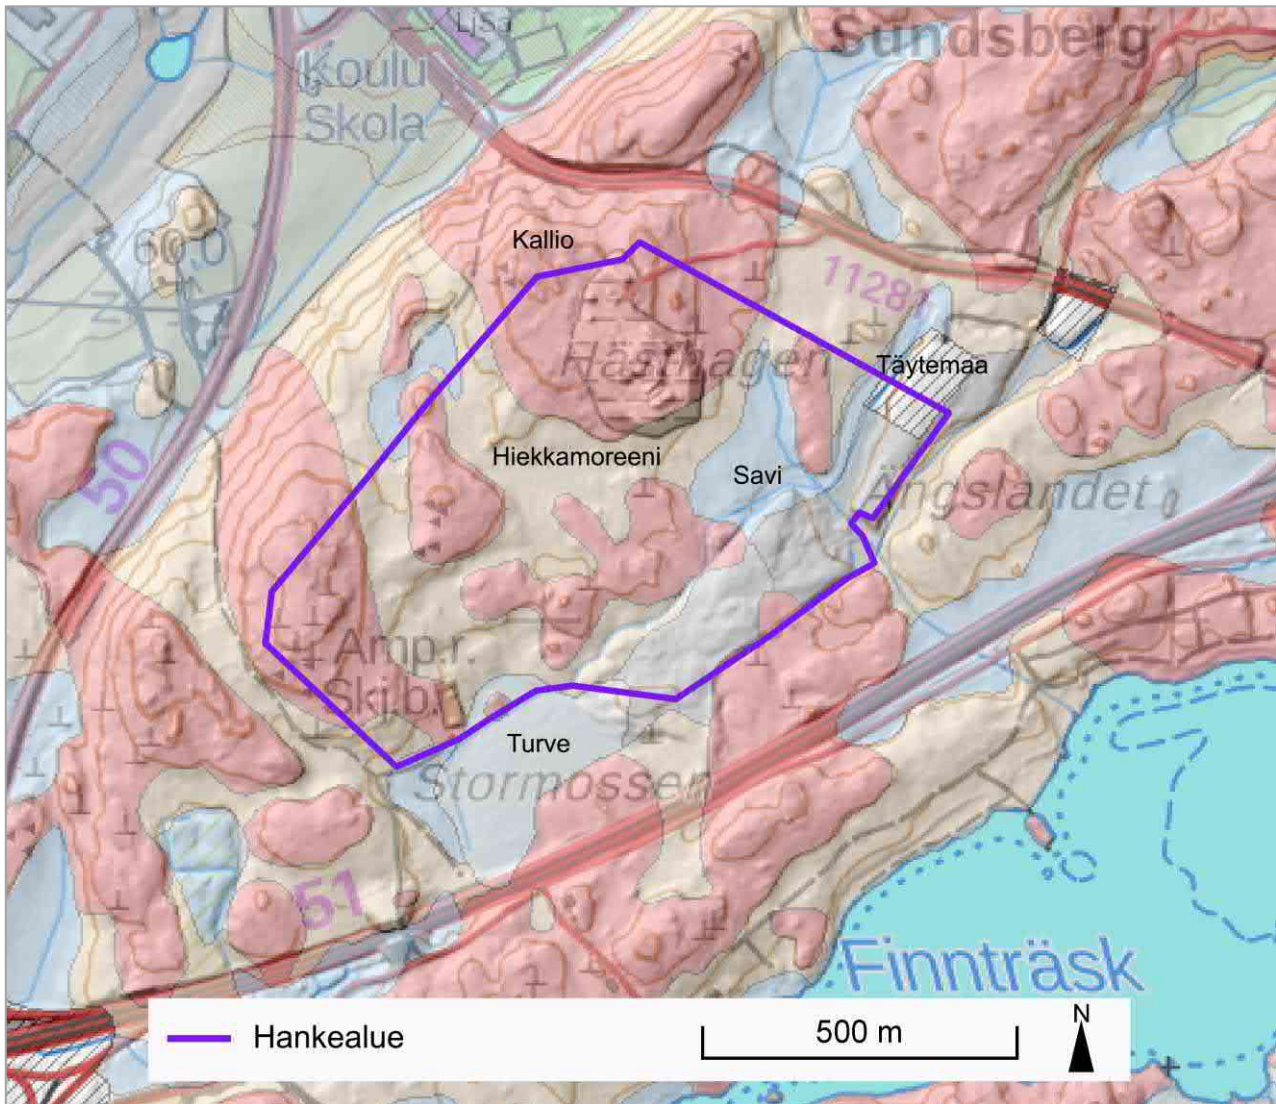 Sundsberg
Koulu
Skola
60.0
Kallio
11281
Hästhagen
Täytemaa
50
Hiekkamoreeni
Savi
Ängslandet
Amp.r.
Skj.b.
Turve
Stormossen
51
Finnträsk
Hankealue
500 m
N